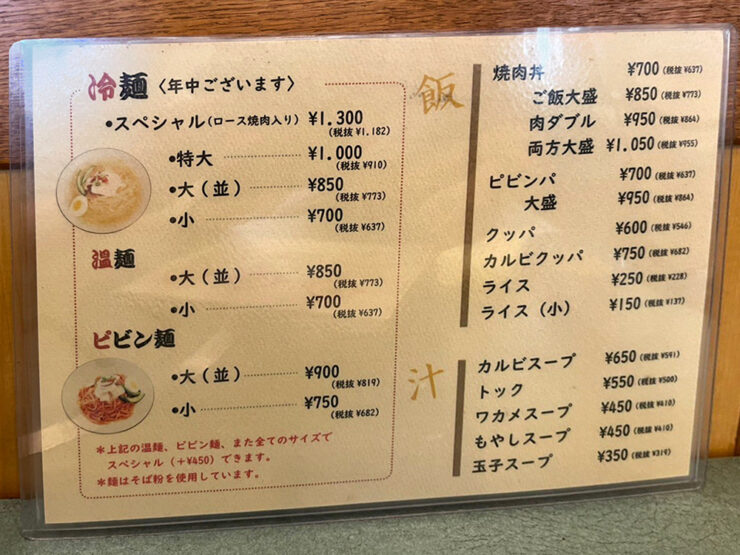 冷麺〈年中ございます〉
•スペシャル(ロース焼肉入り) ¥1.300
(税抜 ¥1.182)
•特大 ¥1.000
(税抜 ¥910)
•大(並) ¥850
(税抜 ¥773)
•小 ¥700
(税抜 ¥637)
温麺
•大(並) ¥850
(税抜 ¥773)
•小 ¥700
(税抜 ¥637)
ビビン麺
•大(並) ¥900
(税抜 ¥819)
•小 ¥750
(税抜 ¥682)
*上記の温麺、ビビン麺、また全てのサイズで
スペシャル(+¥450)できます。
*麺はそば粉を使用しています。
飯
焼肉丼 ¥700(税抜 ¥637)
ご飯大盛 ¥850(税抜 ¥773)
肉ダブル ¥950(税抜 ¥864)
両方大盛 ¥1.050(税抜 ¥955)
ピビンパ ¥700(税抜 ¥637)
大盛 ¥950(税抜 ¥864)
クッパ ¥600(税抜 ¥546)
カルビクッパ ¥750(税抜 ¥682)
ライス ¥250(税抜 ¥228)
ライス(小) ¥150(税抜 ¥137)
汁
カルビスープ ¥650(税抜 ¥591)
トック ¥550(税抜 ¥500)
ワカメスープ ¥450(税抜 ¥410)
もやしスープ ¥450(税抜 ¥410)
玉子スープ ¥350(税抜 ¥319)